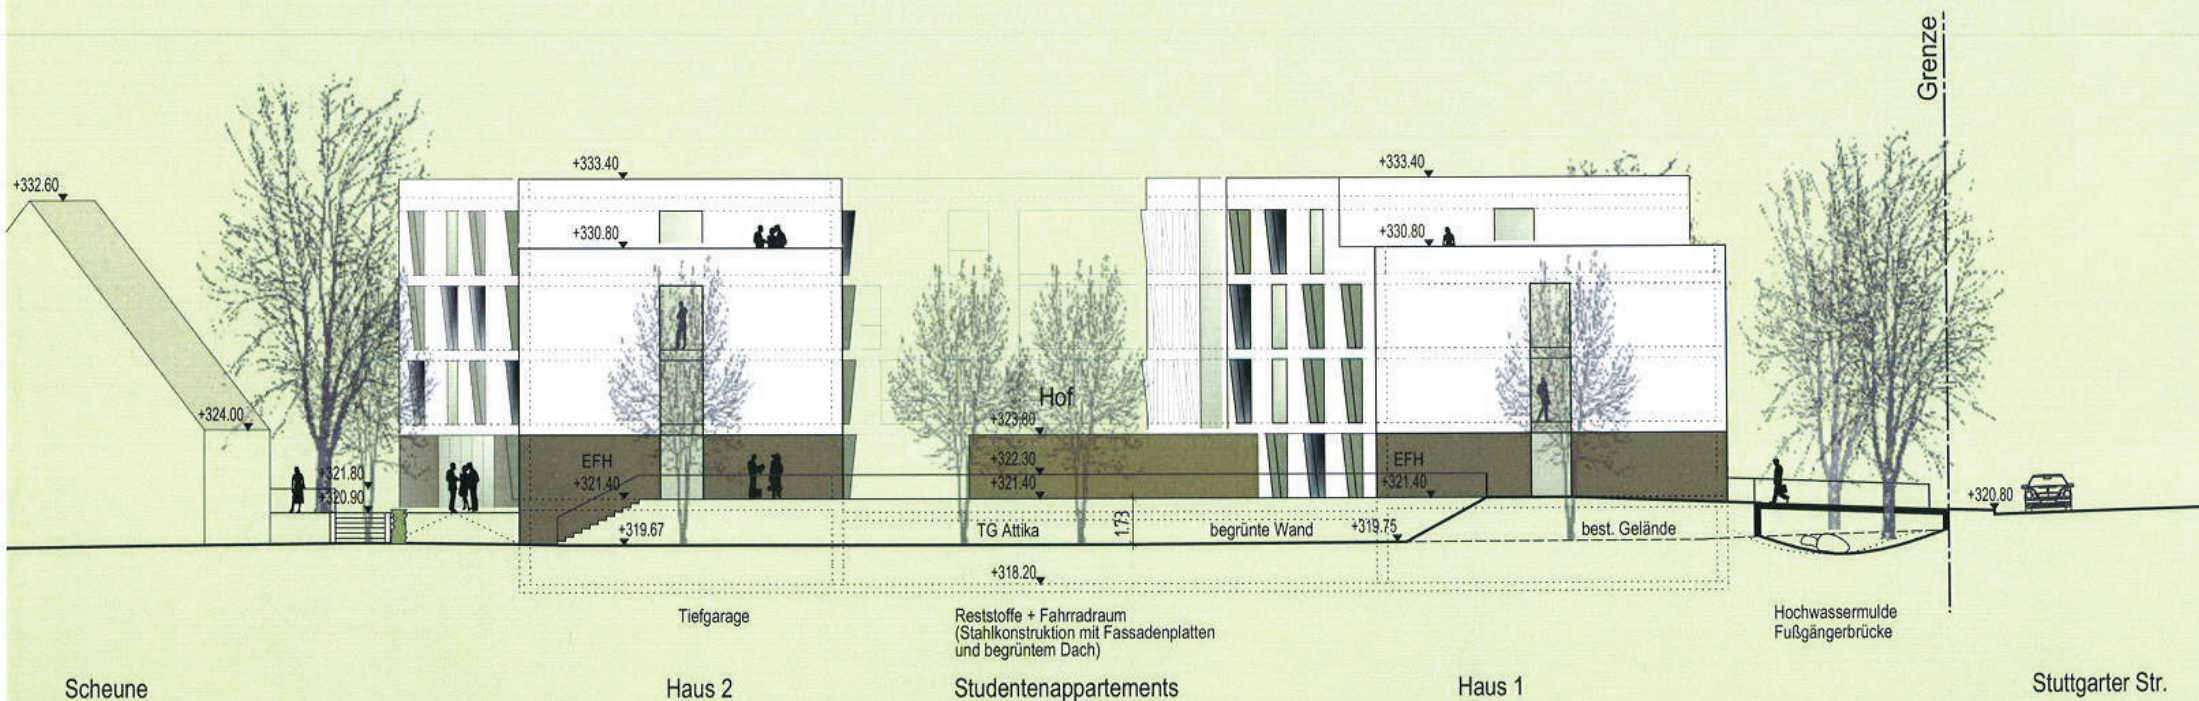 Grenze
+333.40
+333.40
+332.60
+330.80
+330.80
Hof
+324.00
+323.80
EFH
+322.30
EFH
+321.80
+321.40
+321.40
+321.40
+320.90
+320.80
+319.67
TG Attika
1.73
begrünte Wand
+319.75
best. Gelände
+318.20
Tiefgarage
Reststoffe + Fahrradraum
(Stahlkonstruktion mit Fassadenplatten
und begrüntem Dach)
Hochwassermulde
Fußgängerbrücke
Scheune
Haus 2
Studentenappartements
Haus 1
Stuttgarter Str.